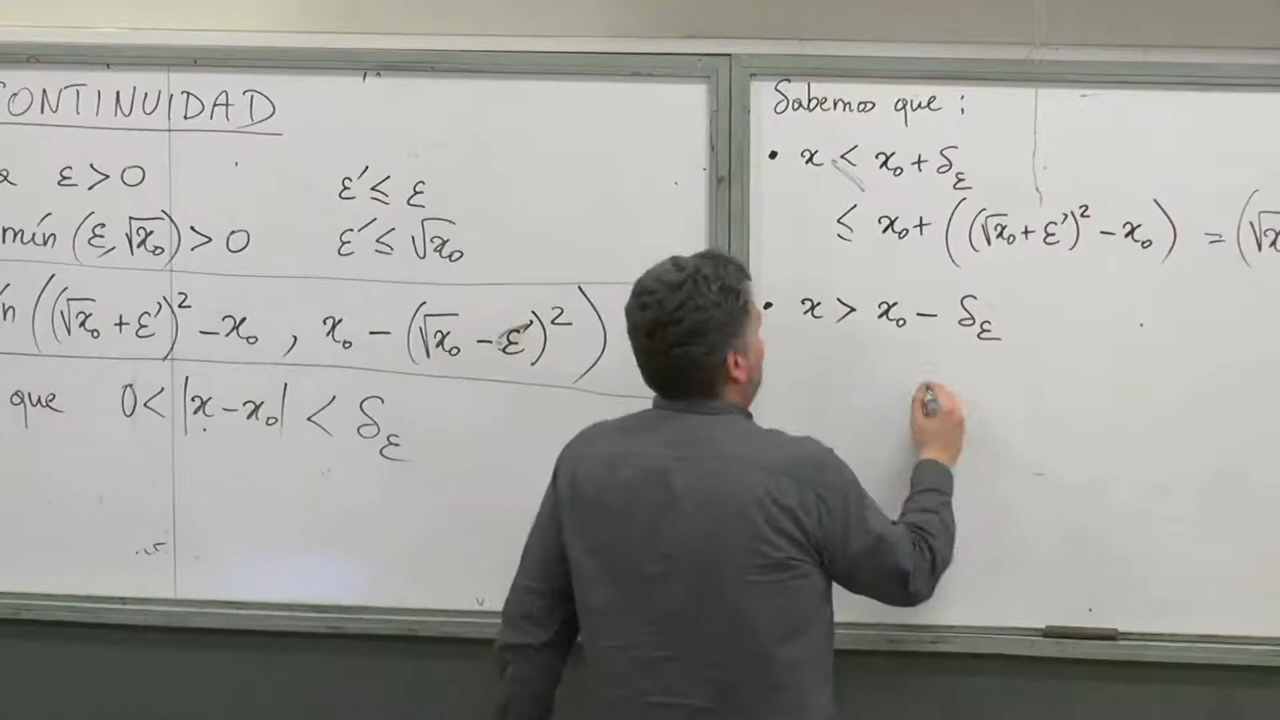 CONTINUIDAD
ε > 0
ε' ≤ ε
mín (ε, √x₀) > 0
ε' ≤ √x₀
((√x₀ + ε')² - x₀ , x₀ - (√x₀ - ε')²)
que 0 < |x - x₀| < δ_ε
Sabemos que :
• x < x₀ + δ_ε
≤ x₀ + ((√x₀ + ε')² - x₀) = (√x
• x > x₀ - δ_ε